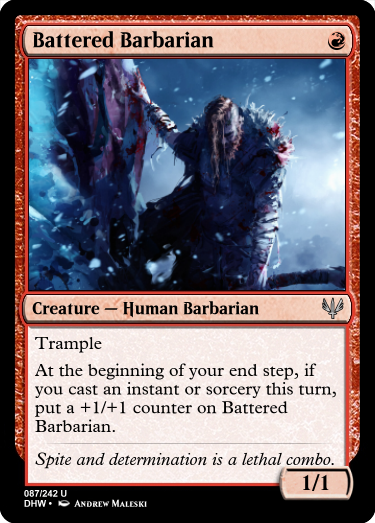 Battered Barbarian
Creature — Human Barbarian
Trample
At the beginning of your end step, if
you cast an instant or sorcery this turn,
put a +1/+1 counter on Battered
Barbarian.
Spite and determination is a lethal combo.
1/1
087/242 U
DHW • Andrew Maleski